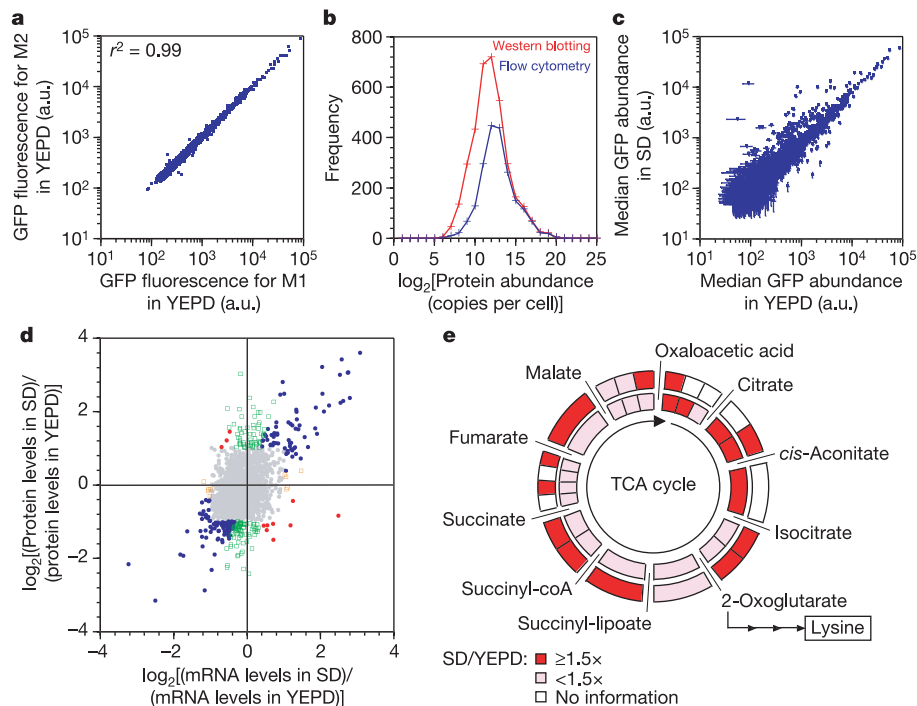 a
r² = 0.99
GFP fluorescence for M2
in YEPD (a.u.)
10⁵
10⁴
10³
10²
10¹
10¹ 10² 10³ 10⁴ 10⁵
GFP fluorescence for M1
in YEPD (a.u.)
b
Western blotting
Flow cytometry
Frequency
800
600
400
200
0
0 5 10 15 20 25
log₂[Protein abundance
(copies per cell)]
c
Median GFP abundance
in SD (a.u.)
10⁵
10⁴
10³
10²
10¹
10¹ 10² 10³ 10⁴ 10⁵
Median GFP abundance
in YEPD (a.u.)
d
log₂[(Protein levels in SD)/
(protein levels in YEPD)]
4
2
0
−2
−4
−4 −2 0 2 4
log₂[(mRNA levels in SD)/
(mRNA levels in YEPD)]
e
Oxaloacetic acid
Citrate
cis-Aconitate
Isocitrate
2-Oxoglutarate
Lysine
Succinyl-lipoate
Succinyl-coA
Succinate
Fumarate
Malate
TCA cycle
SD/YEPD:
≥1.5×
<1.5×
No information